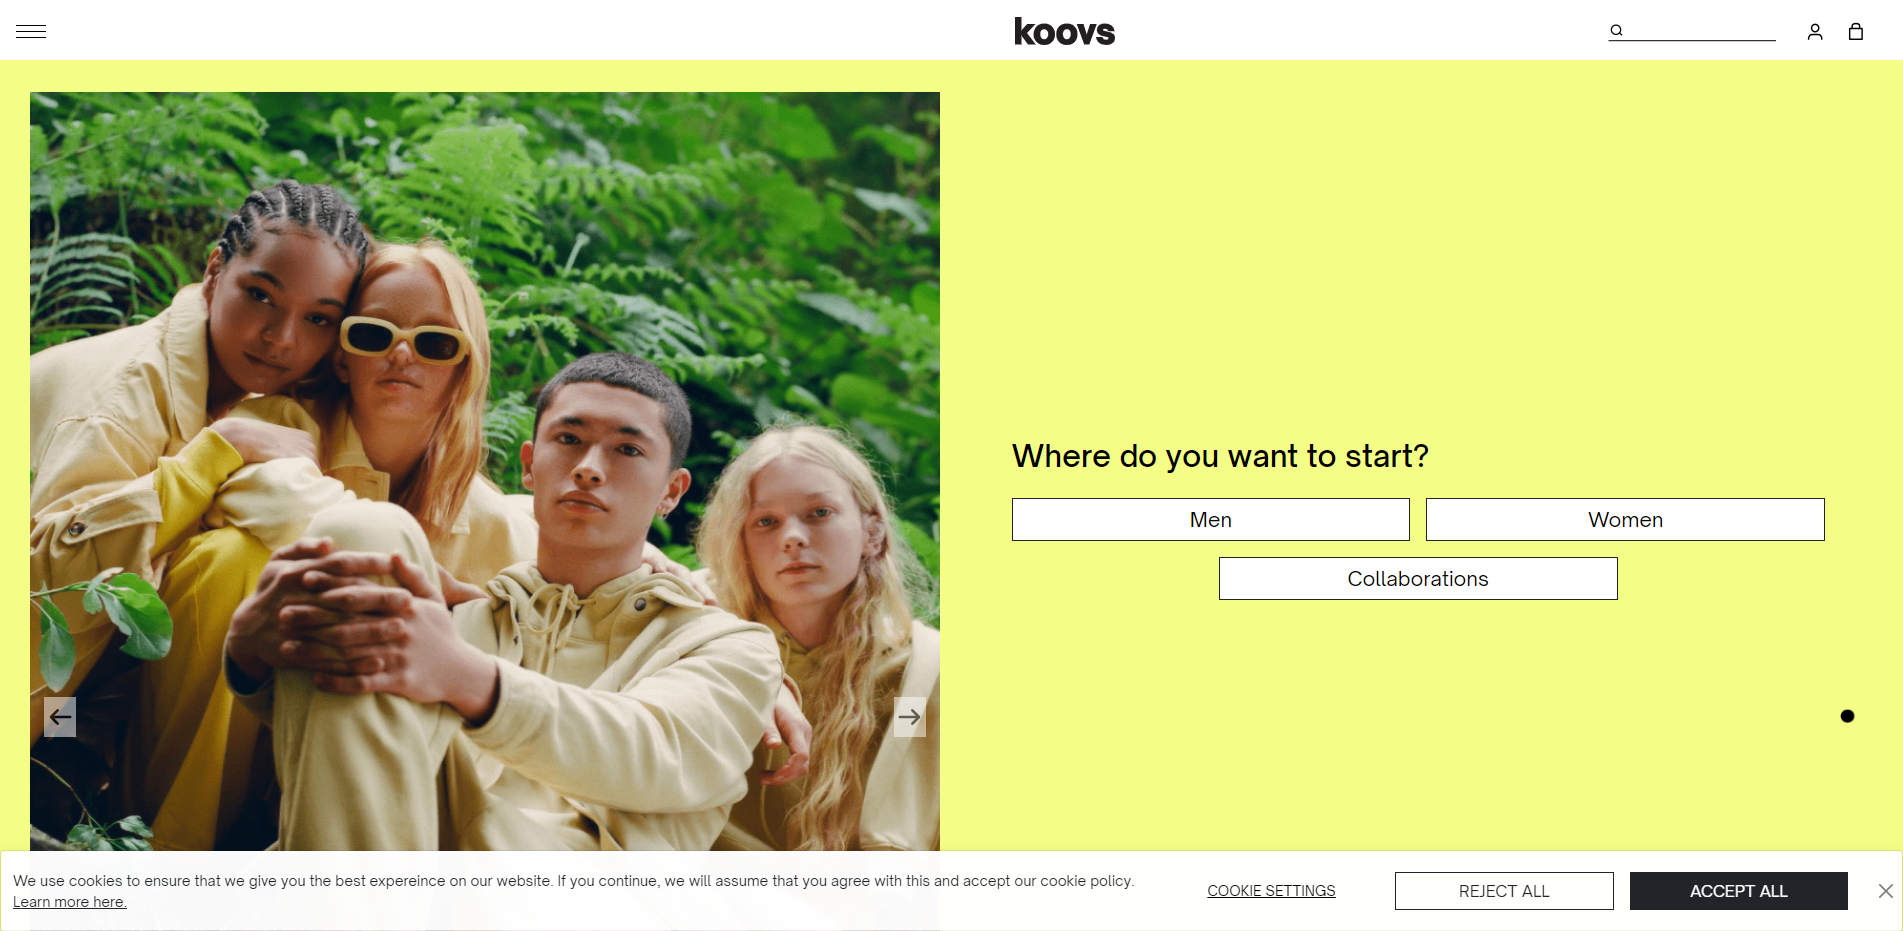 koovs
Where do you want to start?
Men
Women
Collaborations
We use cookies to ensure that we give you the best expereince on our website. If you continue, we will assume that you agree with this and accept our cookie policy.
Learn more here.
COOKIE SETTINGS
REJECT ALL
ACCEPT ALL